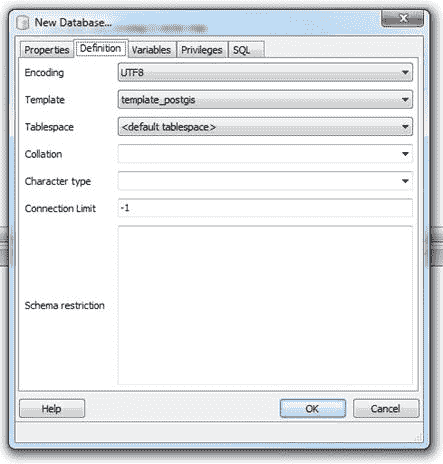 New Database...
Properties Definition Variables Privileges SQL
Encoding UTF8
Template template_postgis
Tablespace <default tablespace>
Collation
Character type
Connection Limit -1
Schema restriction
Help OK Cancel